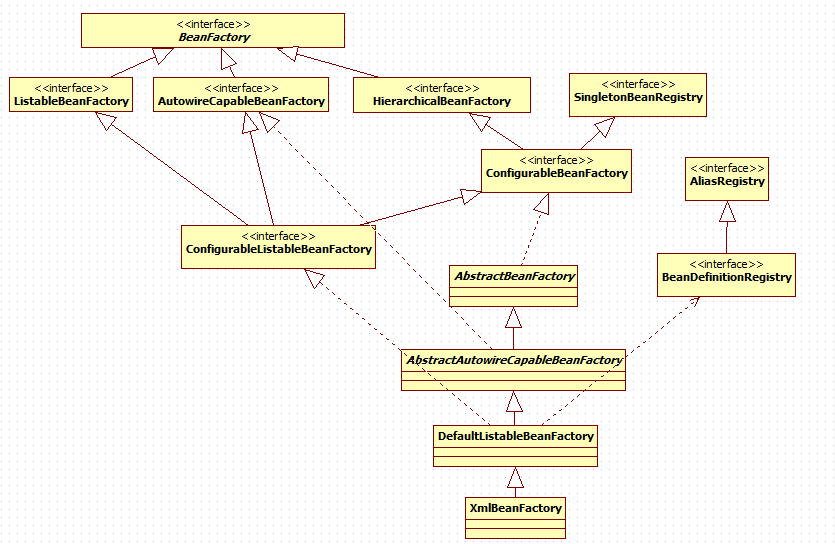 <<interface>>
BeanFactory
<<interface>>
ListableBeanFactory
<<interface>>
AutowireCapableBeanFactory
<<interface>>
HierarchicalBeanFactory
<<interface>>
SingletonBeanRegistry
<<interface>>
ConfigurableBeanFactory
<<interface>>
AliasRegistry
<<interface>>
ConfigurableListableBeanFactory
AbstractBeanFactory
<<interface>>
BeanDefinitionRegistry
AbstractAutowireCapableBeanFactory
DefaultListableBeanFactory
XmlBeanFactory